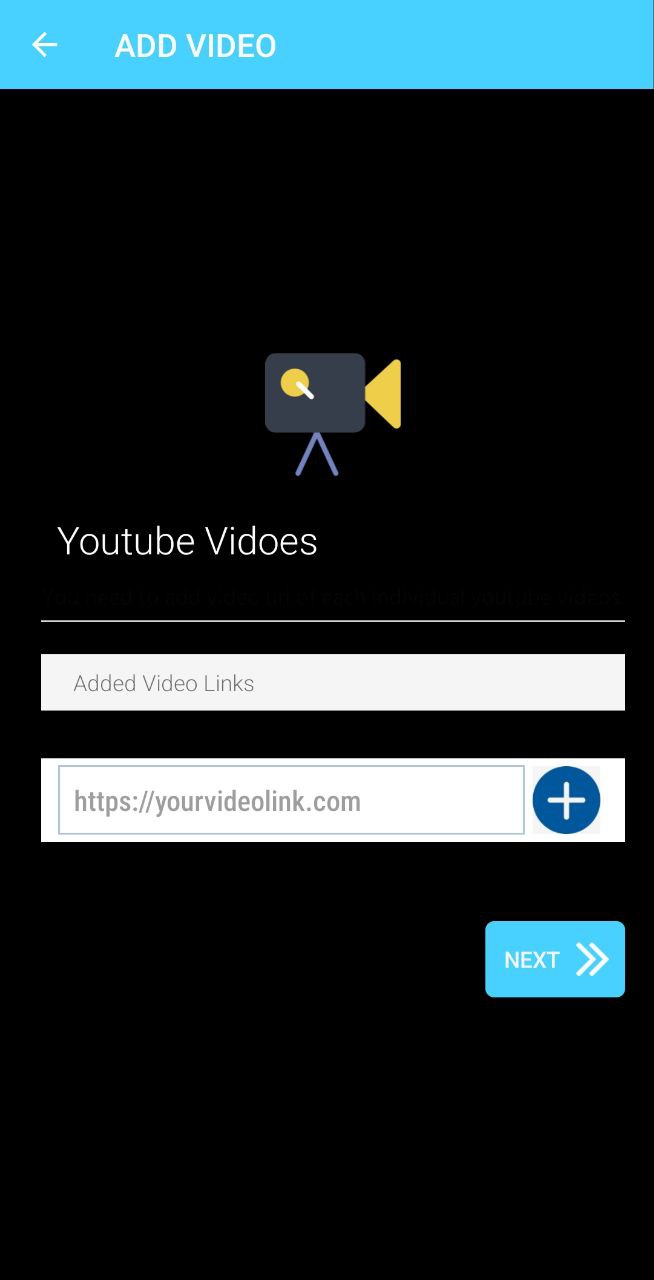 ADD VIDEO
Youtube Vidoes
You need to add video url of each individual youtube videos
Added Video Links
https://yourvideolink.com
NEXT